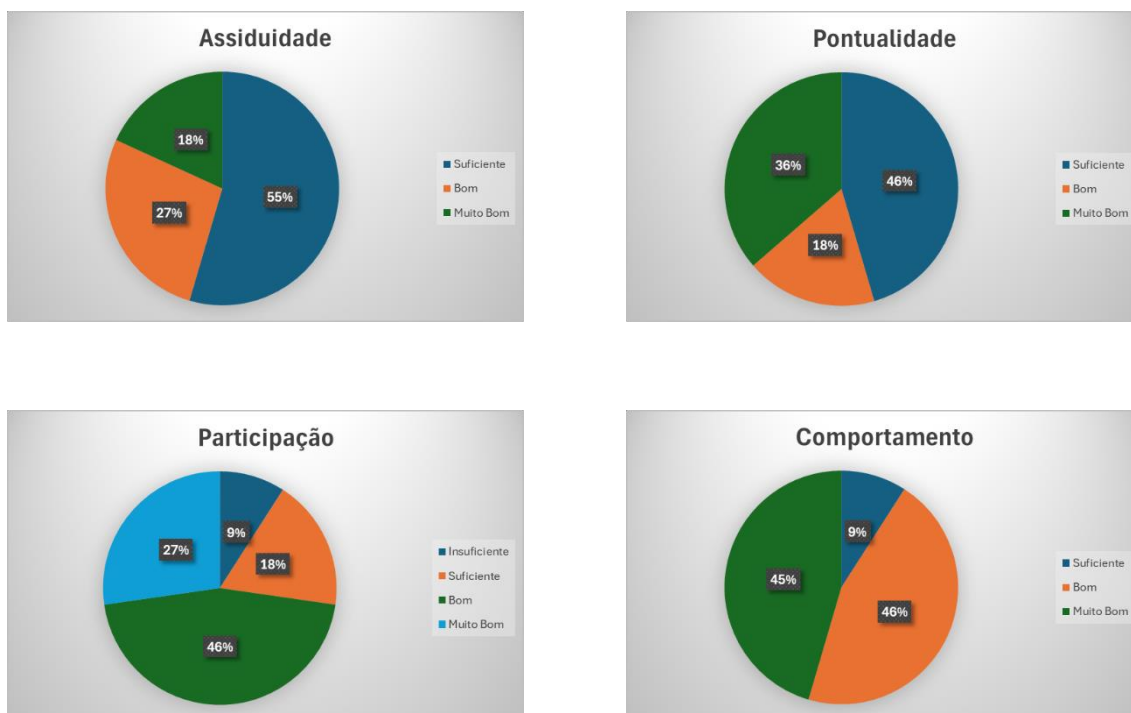 Assiduidade
18%
55%
27%
Suficiente
Bom
Muito Bom
Pontualidade
36%
46%
18%
Suficiente
Bom
Muito Bom
Participação
9%
27%
18%
46%
Insuficiente
Suficiente
Bom
Muito Bom
Comportamento
9%
45%
46%
Suficiente
Bom
Muito Bom